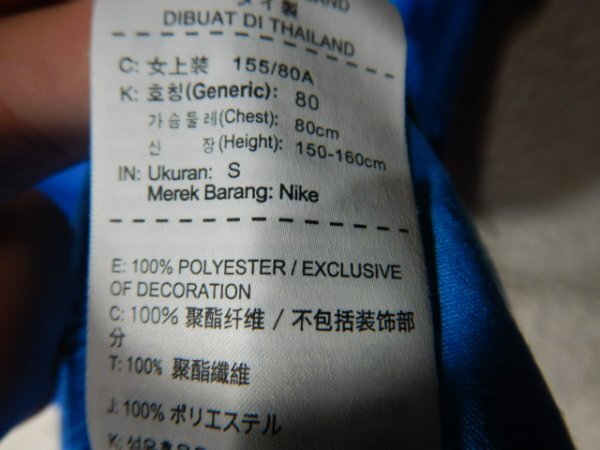 タイ製
DIBUAT DI THAILAND
C: 女上装 155/80A
K: 호칭(Generic): 80
가슴둘레(Chest): 80cm
신 장(Height): 150-160cm
IN: Ukuran: S
Merek Barang: Nike
E: 100% POLYESTER / EXCLUSIVE
OF DECORATION
C: 100% 聚酯纤维 / 不包括装饰部
分
T: 100% 聚酯纖維
J: 100% ポリエステル